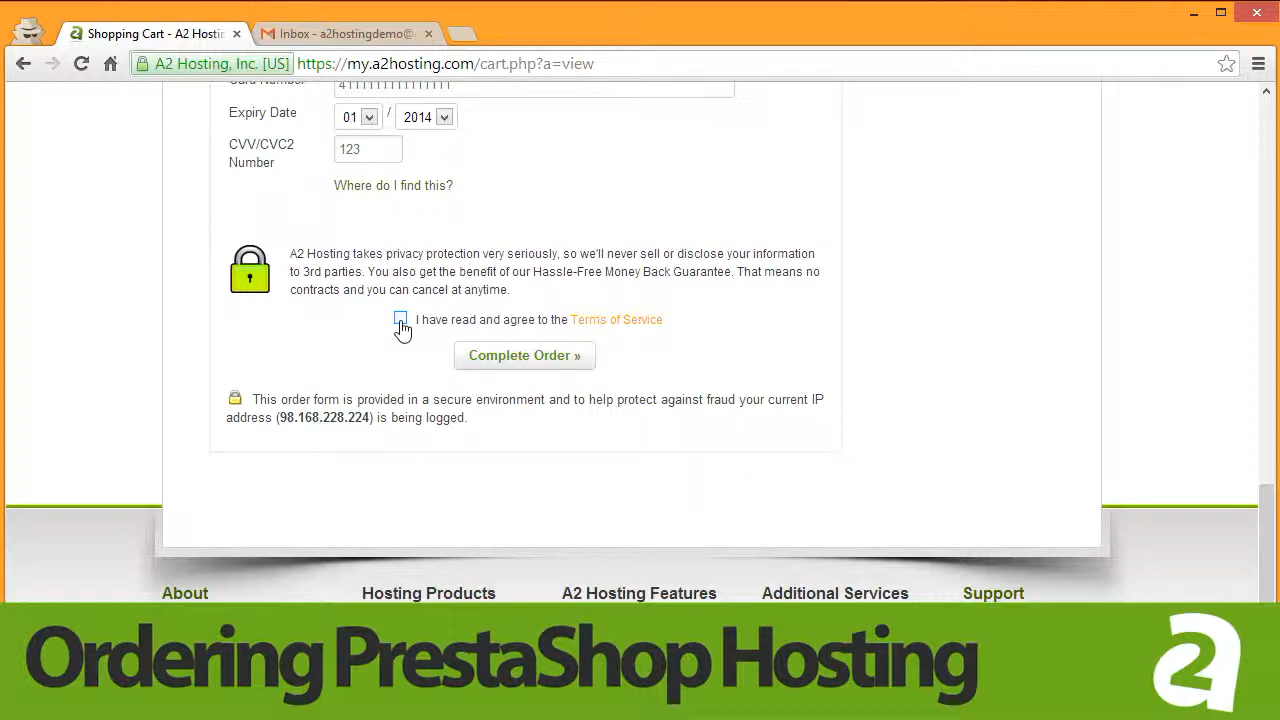 Shopping Cart - A2 Hostin
Inbox - a2hostingdemo@
A2 Hosting, Inc. [US]
https://my.a2hosting.com/cart.php?a=view
Card Number
Expiry Date
01 / 2014
CVV/CVC2
Number
123
Where do I find this?
A2 Hosting takes privacy protection very seriously, so we'll never sell or disclose your information
to 3rd parties. You also get the benefit of our Hassle-Free Money Back Guarantee. That means no
contracts and you can cancel at anytime.
I have read and agree to the Terms of Service
Complete Order »
This order form is provided in a secure environment and to help protect against fraud your current IP
address (98.168.228.224) is being logged.
About
Hosting Products
A2 Hosting Features
Additional Services
Support
Ordering PrestaShop Hosting
a2